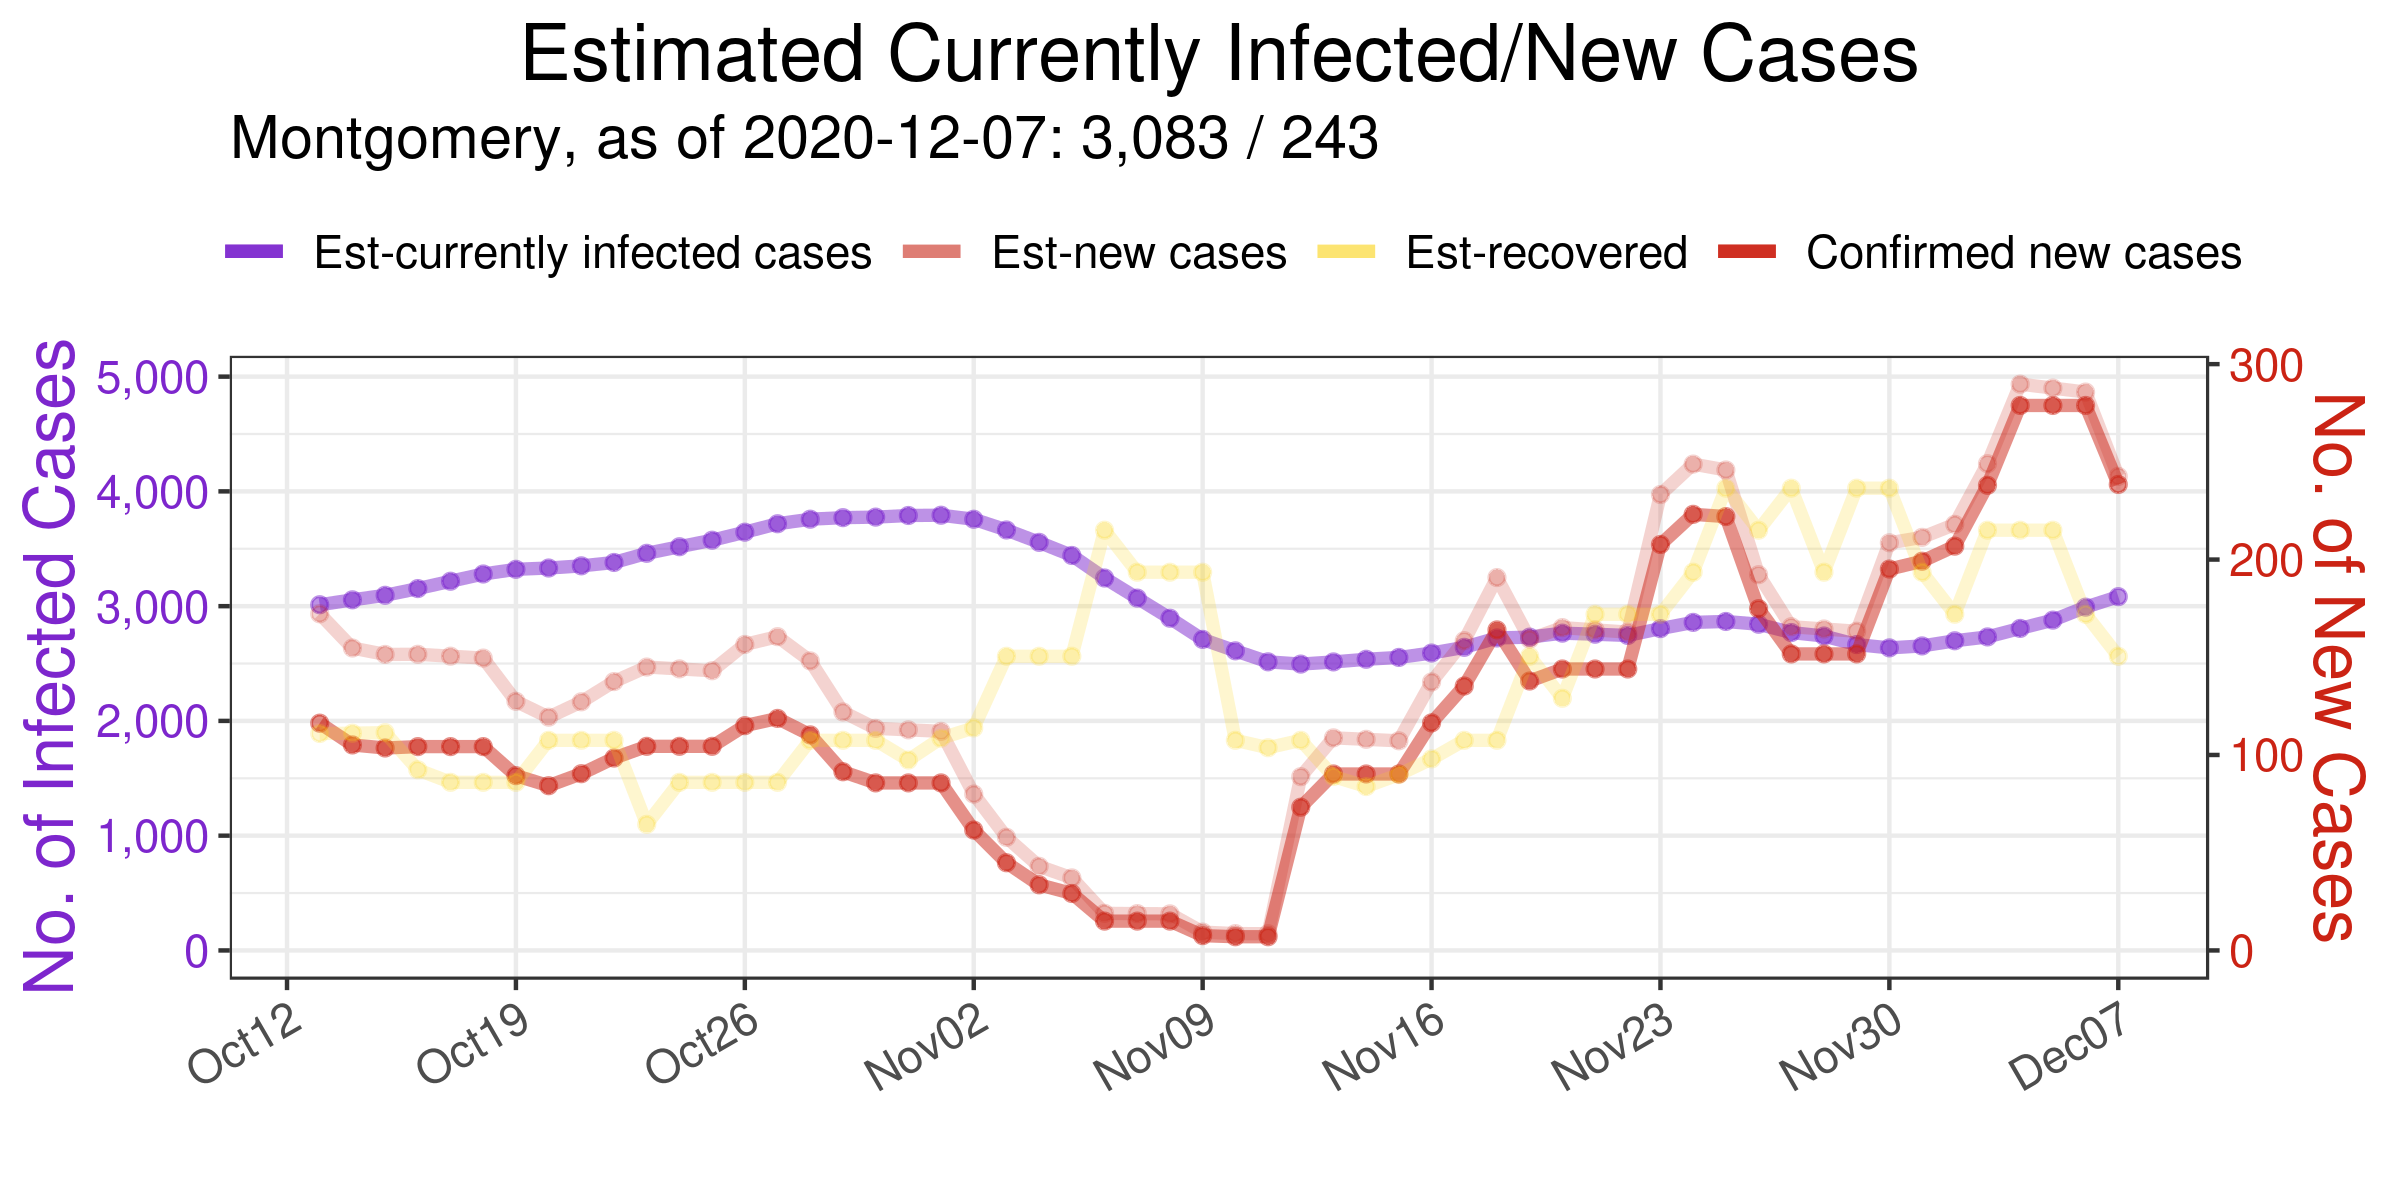 Estimated Currently Infected/New Cases
Montgomery, as of 2020-12-07: 3,083 / 243
Est-currently infected cases Est-new cases Est-recovered Confirmed new cases
No. of Infected Cases
5,000
4,000
3,000
2,000
1,000
0
300
200
100
0
No. of New Cases
Oct12 Oct19 Oct26 Nov02 Nov09 Nov16 Nov23 Nov30 Dec07